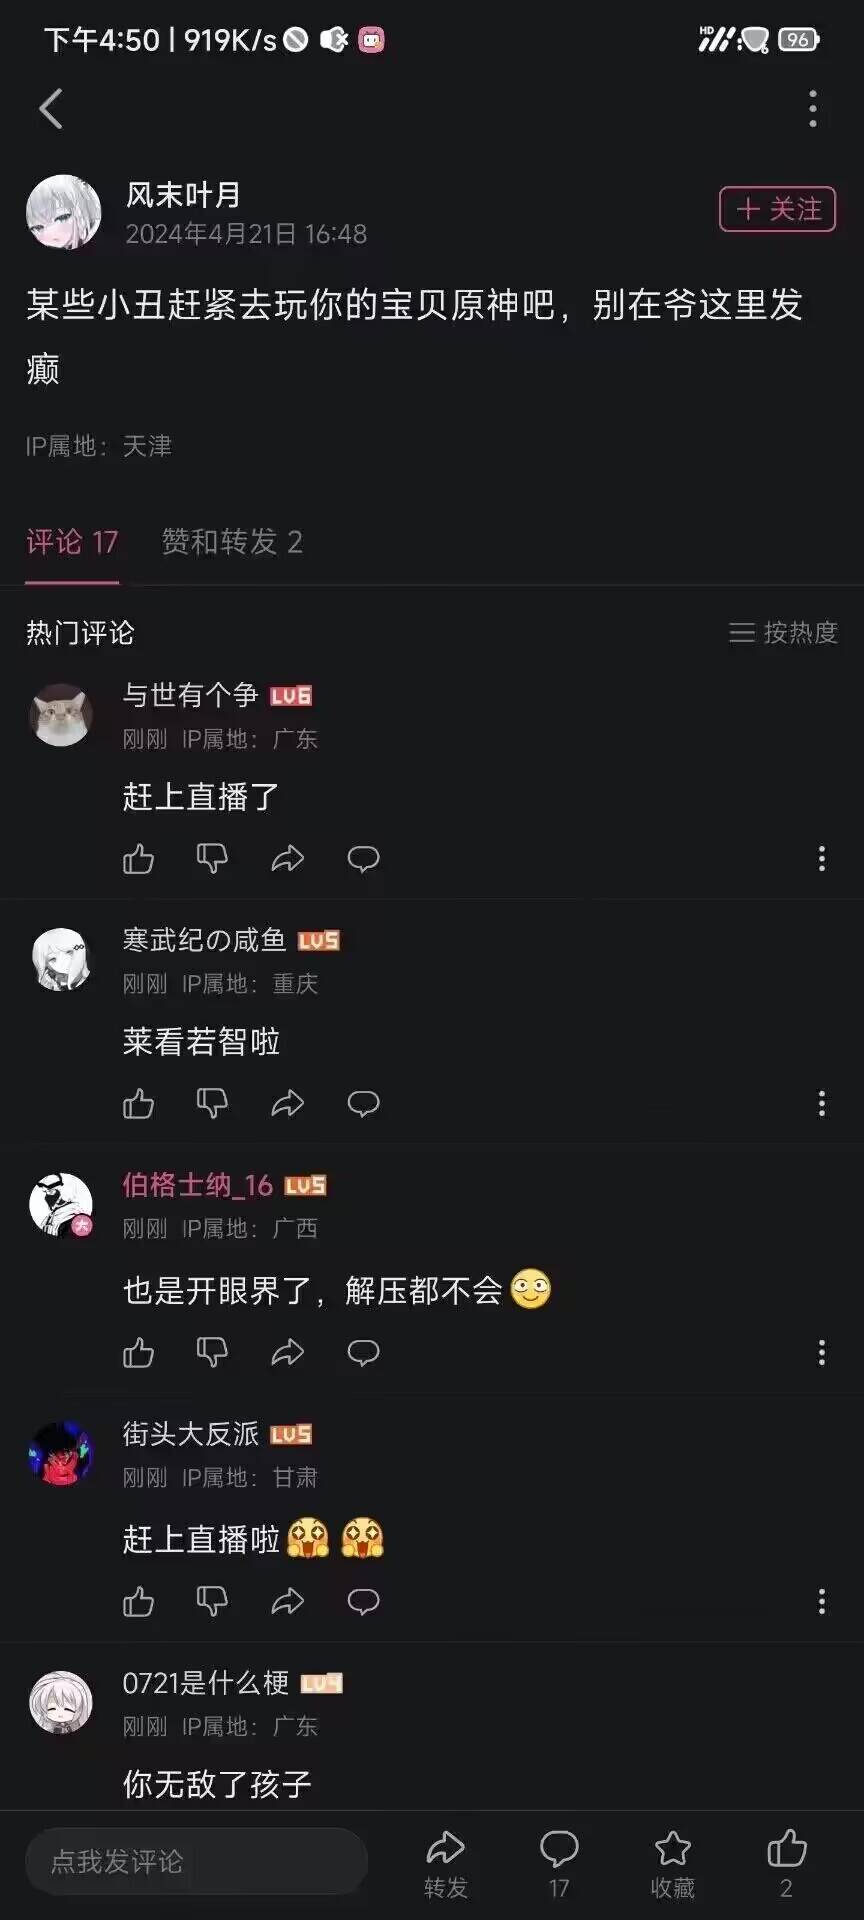 下午4:50 | 919K/s
HD 96
风末叶月
2024年4月21日 16:48
+ 关注
某些小丑赶紧去玩你的宝贝原神吧，别在爷这里发
癫
IP属地：天津
评论 17 赞和转发 2
热门评论 按热度
与世有个争 LV6
刚刚 IP属地：广东
赶上直播了
寒武纪の咸鱼 LV5
刚刚 IP属地：重庆
莱看若智啦
伯格士纳_16 LV5
大
刚刚 IP属地：广西
也是开眼界了，解压都不会
街头大反派 LV5
刚刚 IP属地：甘肃
赶上直播啦
0721是什么梗 LV4
刚刚 IP属地：广东
你无敌了孩子
点我发评论
转发 17 收藏 2